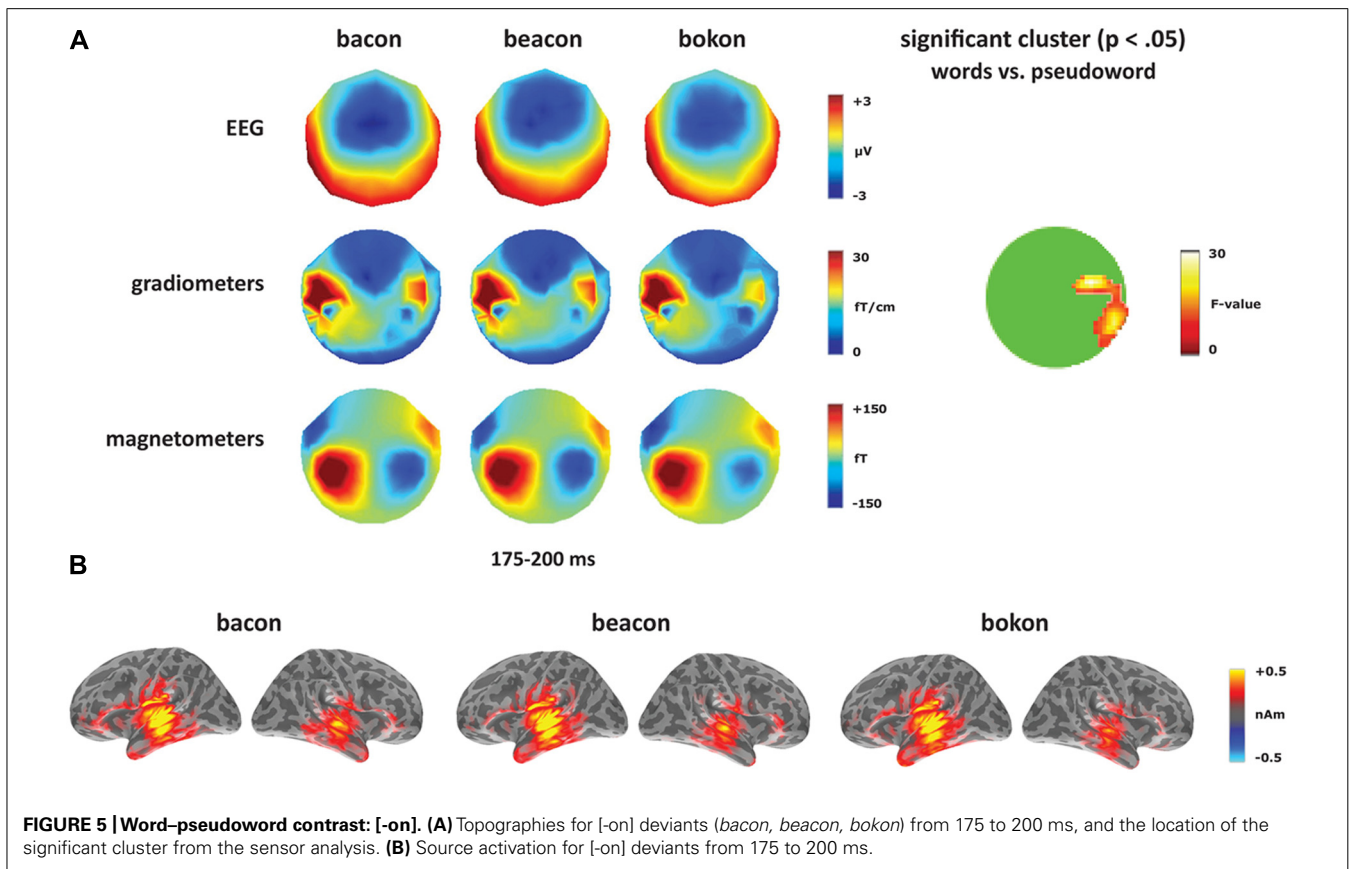 A
bacon
beacon
bokon
significant cluster (p < .05)
words vs. pseudoword
EEG
+3
µV
-3
gradiometers
30
fT/cm
0
30
F-value
0
magnetometers
+150
fT
-150
175-200 ms
B
bacon
beacon
bokon
+0.5
nAm
-0.5
FIGURE 5 | Word–pseudoword contrast: [-on]. (A) Topographies for [-on] deviants (bacon, beacon, bokon) from 175 to 200 ms, and the location of the
significant cluster from the sensor analysis. (B) Source activation for [-on] deviants from 175 to 200 ms.